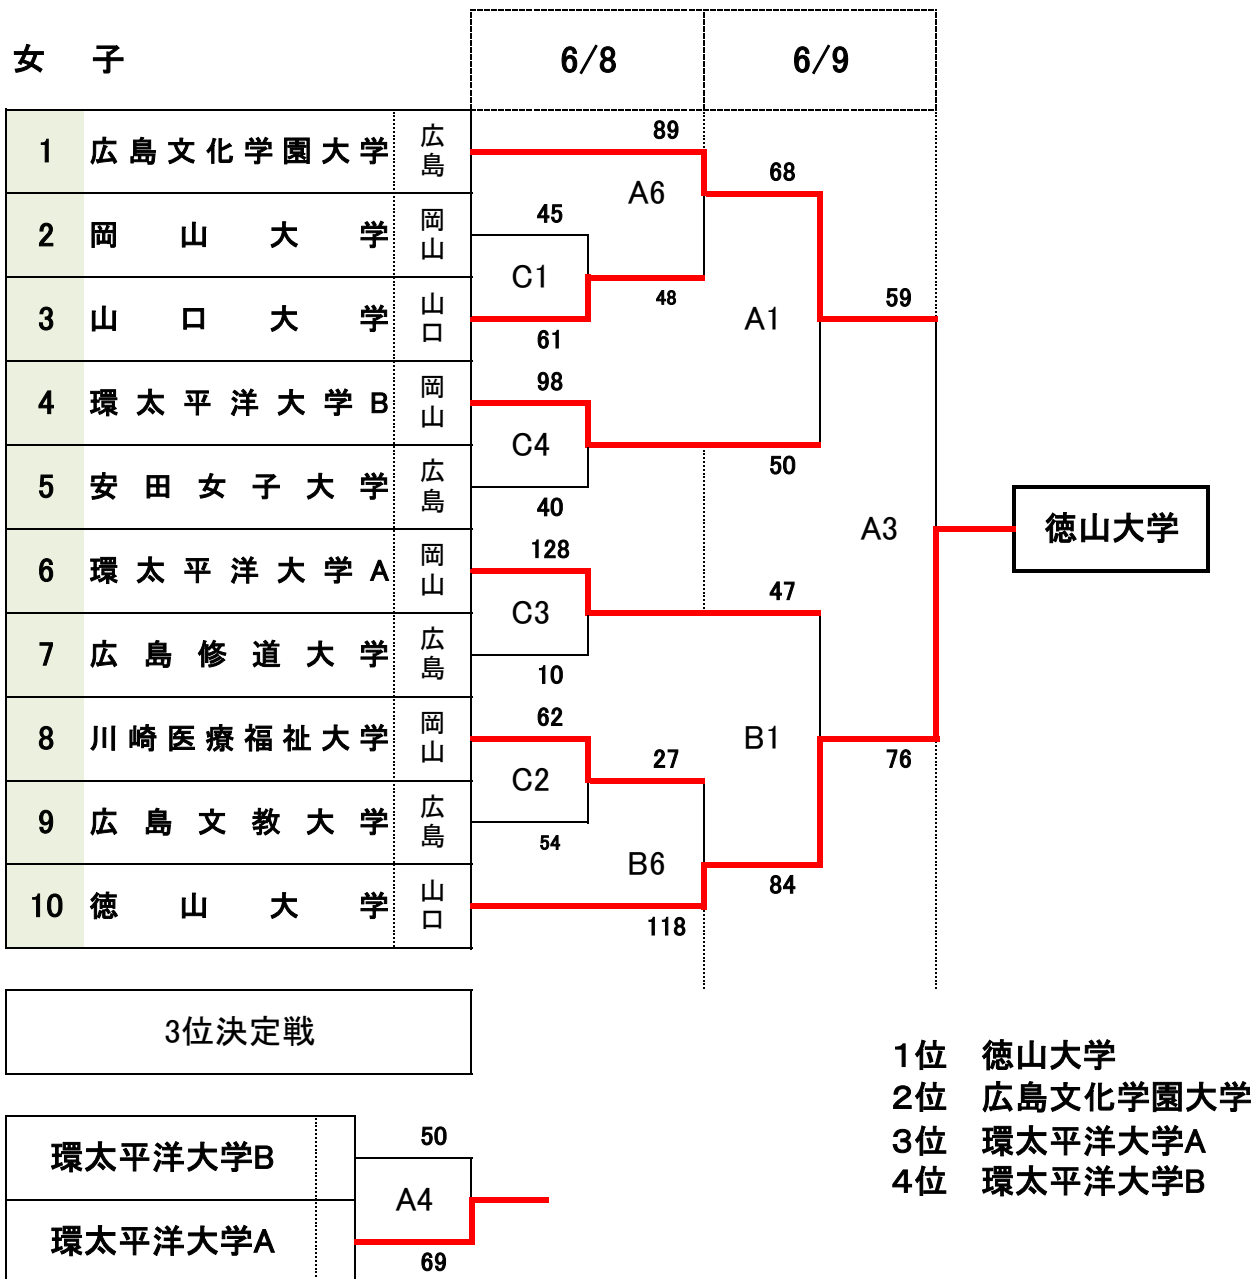 女 子
6/8 6/9
1 広島文化学園大学 広島
2 岡山大学 岡山
3 山口大学 山口
4 環太平洋大学B 岡山
5 安田女子大学 広島
6 環太平洋大学A 岡山
7 広島修道大学 広島
8 川崎医療福祉大学 岡山
9 広島文教大学 広島
10 徳山大学 山口
89
A6
68
45
C1
48
61
A1
59
98
C4
50
40
A3
徳山大学
128
C3
47
10
62
B1
27
76
C2
54
B6
84
118
3位決定戦
環太平洋大学B
50
A4
環太平洋大学A
69
1位 徳山大学
2位 広島文化学園大学
3位 環太平洋大学A
4位 環太平洋大学B